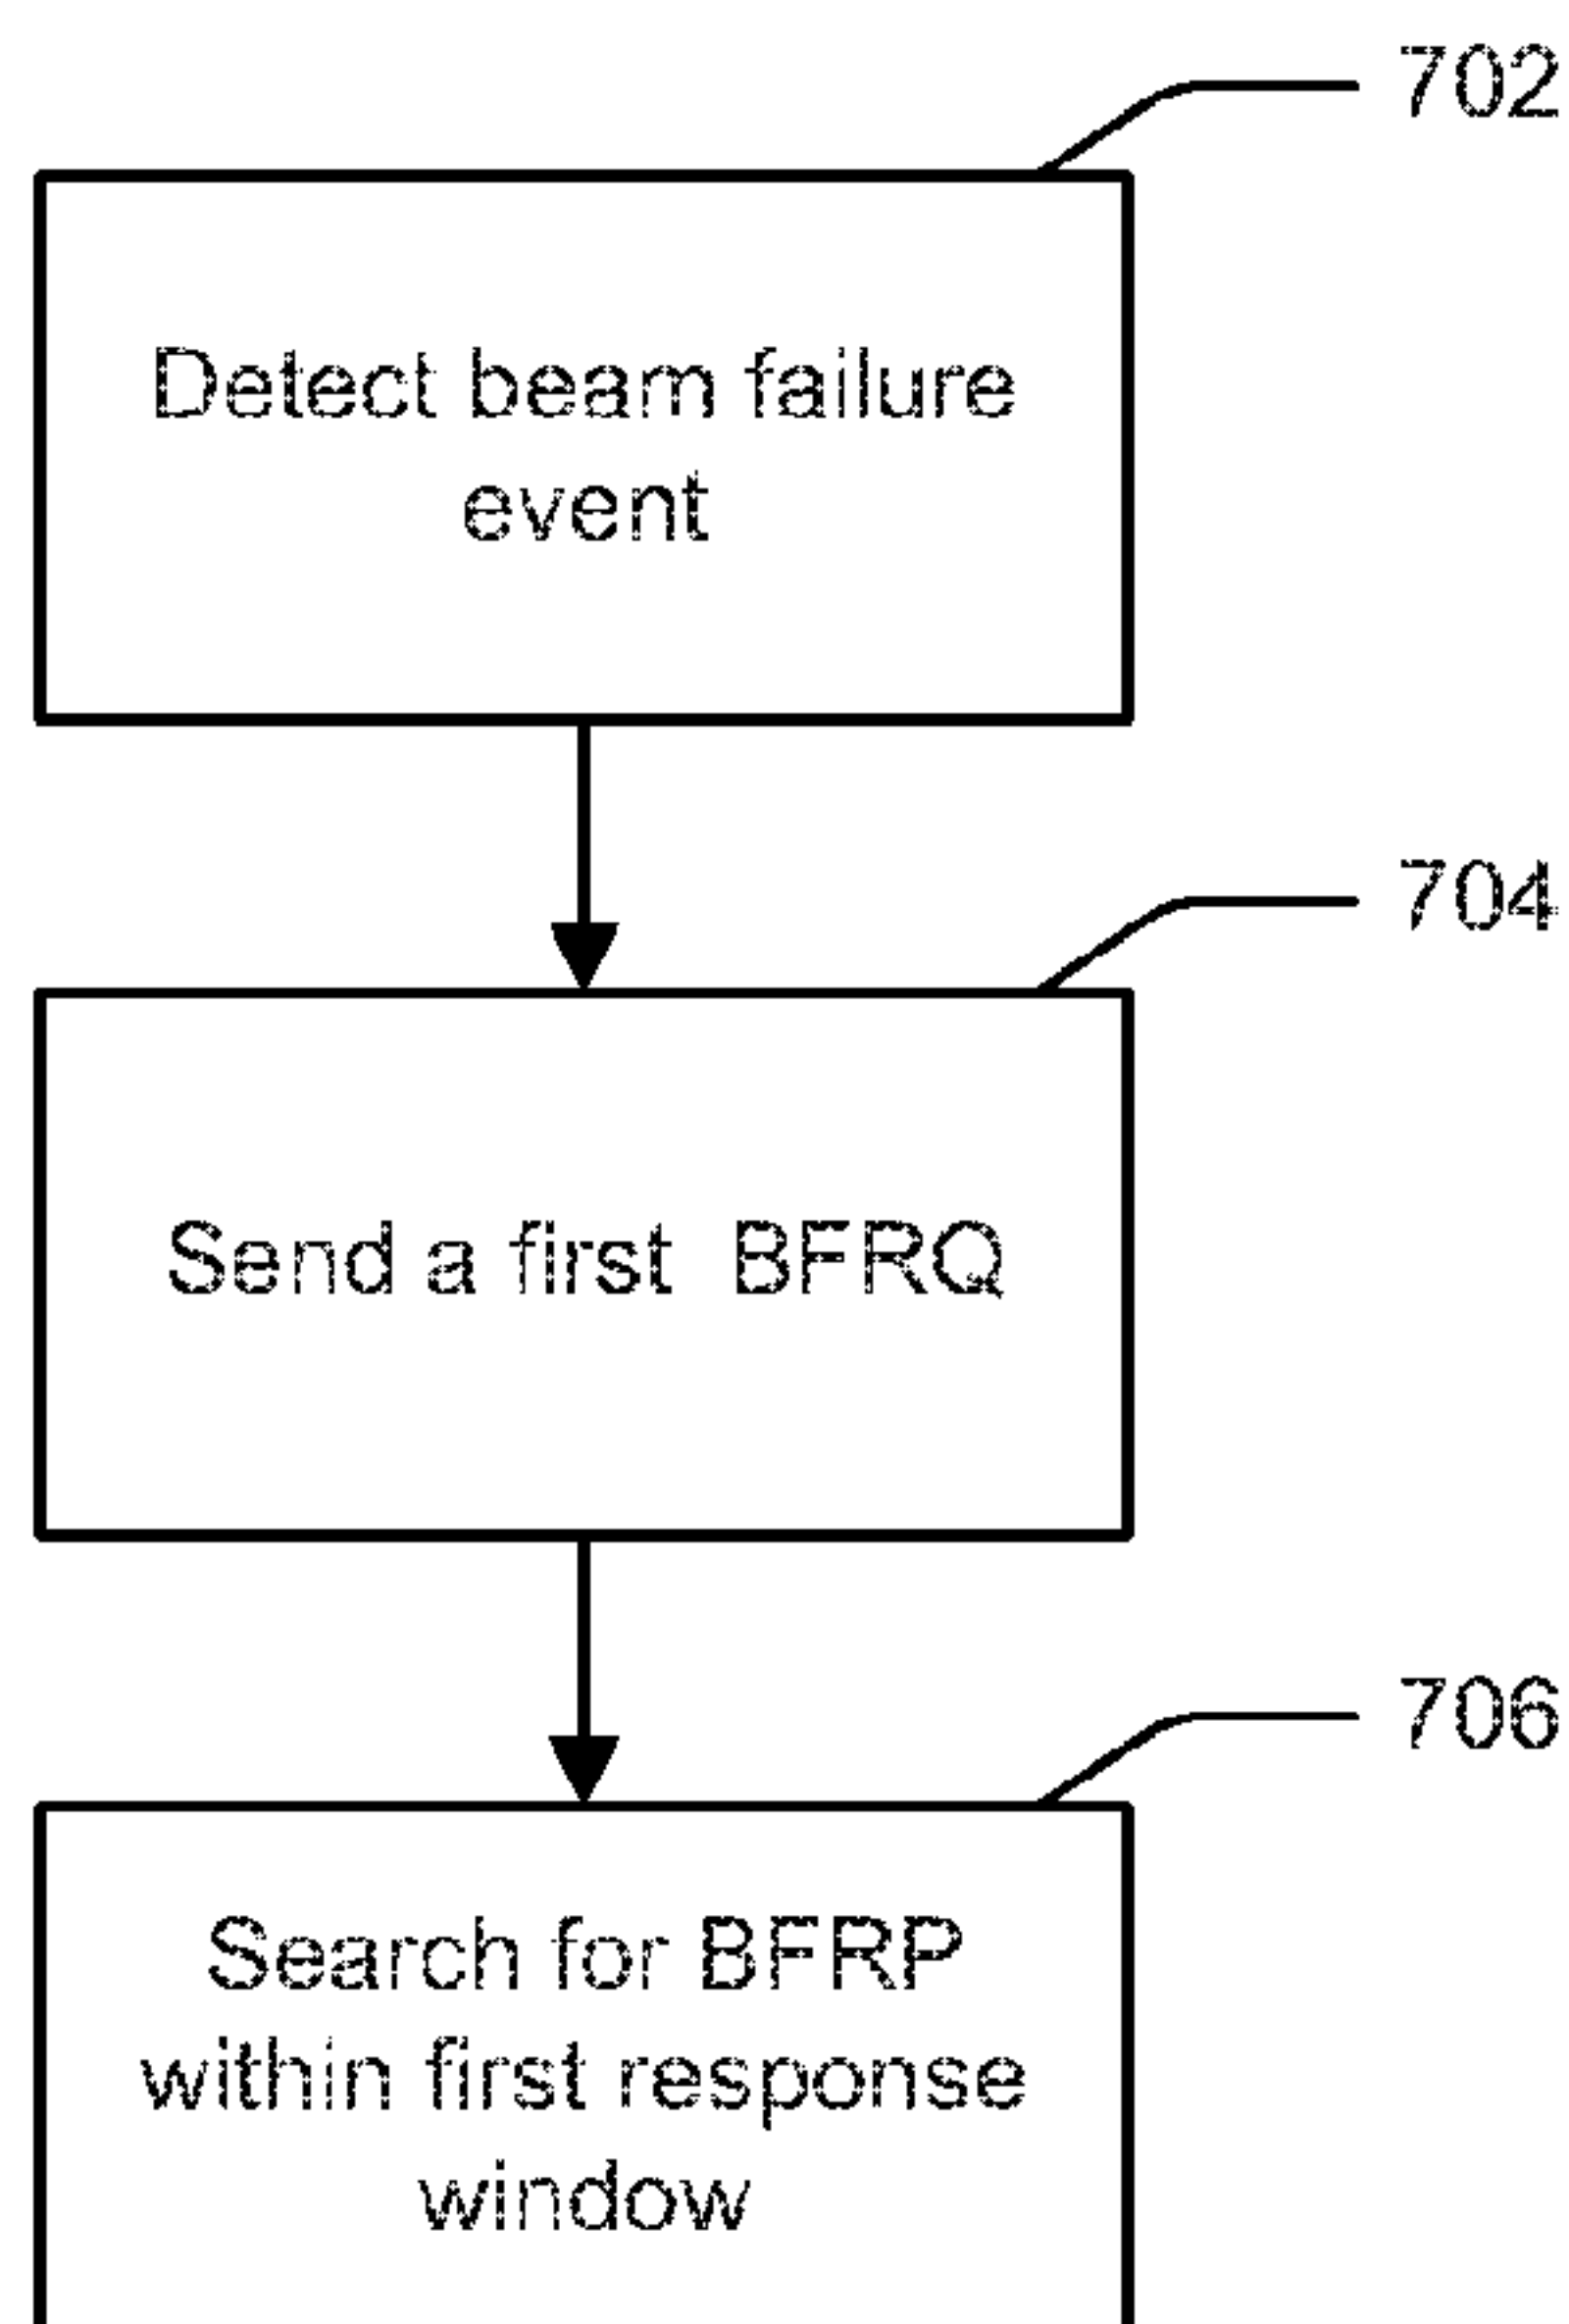 702
Detect beam failure
event
704
Send a first BFRQ
706
Search for BFRP
within first response
window